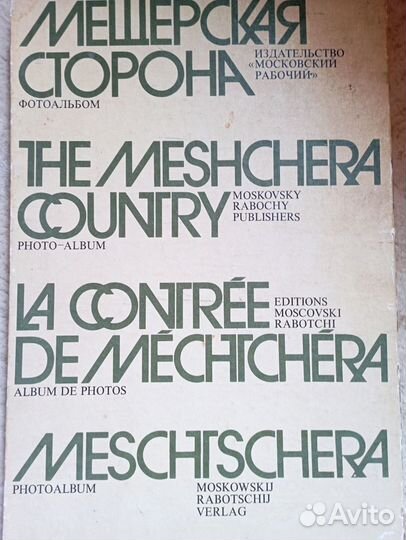 МЕЩЕРСКАЯ
СТОРОНА
ИЗДАТЕЛЬСТВО
«МОСКОВСКИЙ
РАБОЧИЙ»
ФОТОАЛЬБОМ
THE MESHCHERA
COUNTRY
MOSKOVSKY
RABOCHY
PUBLISHERS
PHOTO-ALBUM
LA CONTRÉE
EDITIONS
MOSCOVSKI
RABOTCHI
DE MÉCHTCHÉRA
ALBUM DE PHOTOS
MESCHTSCHERA
PHOTOALBUM
MOSKOWSKIJ
RABOTSCHIJ
VERLAG
Avito